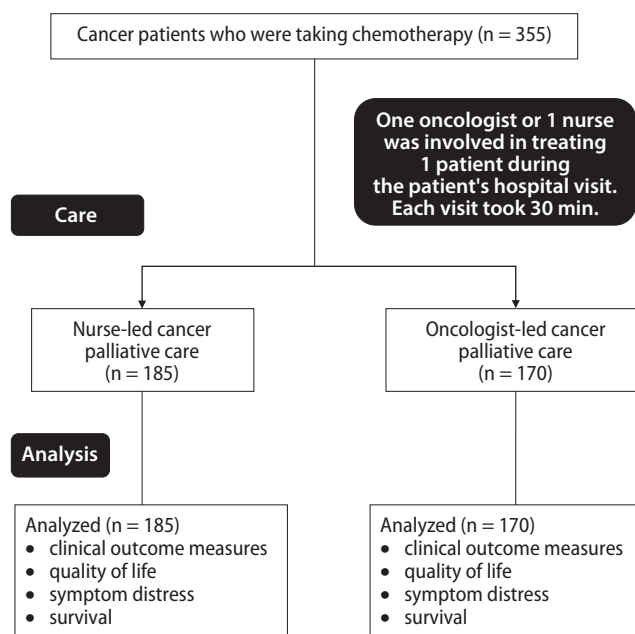 Cancer patients who were taking chemotherapy (n = 355)
One oncologist or 1 nurse
was involved in treating
1 patient during
the patient's hospital visit.
Each visit took 30 min.
Care
Nurse-led cancer
palliative care
(n = 185)
Oncologist-led cancer
palliative care
(n = 170)
Analysis
Analyzed (n = 185)
• clinical outcome measures
• quality of life
• symptom distress
• survival
Analyzed (n = 170)
• clinical outcome measures
• quality of life
• symptom distress
• survival